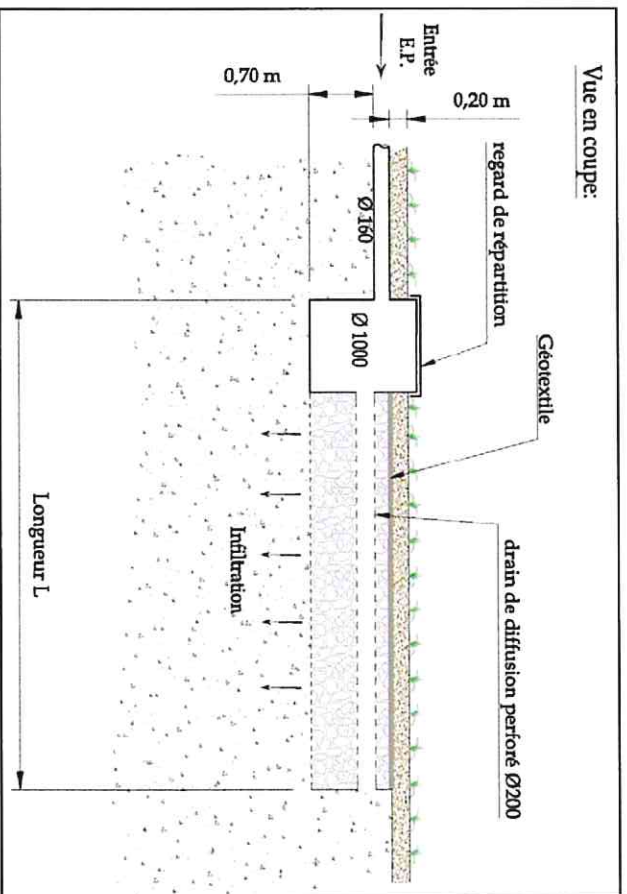 Vue en coupe:
Entrée
E.P.
0,70 m
0,20 m
regard de répartition
Géotextile
drain de diffusion perforé Ø200
Ø 160
Ø 1000
Infiltration
Longueur L